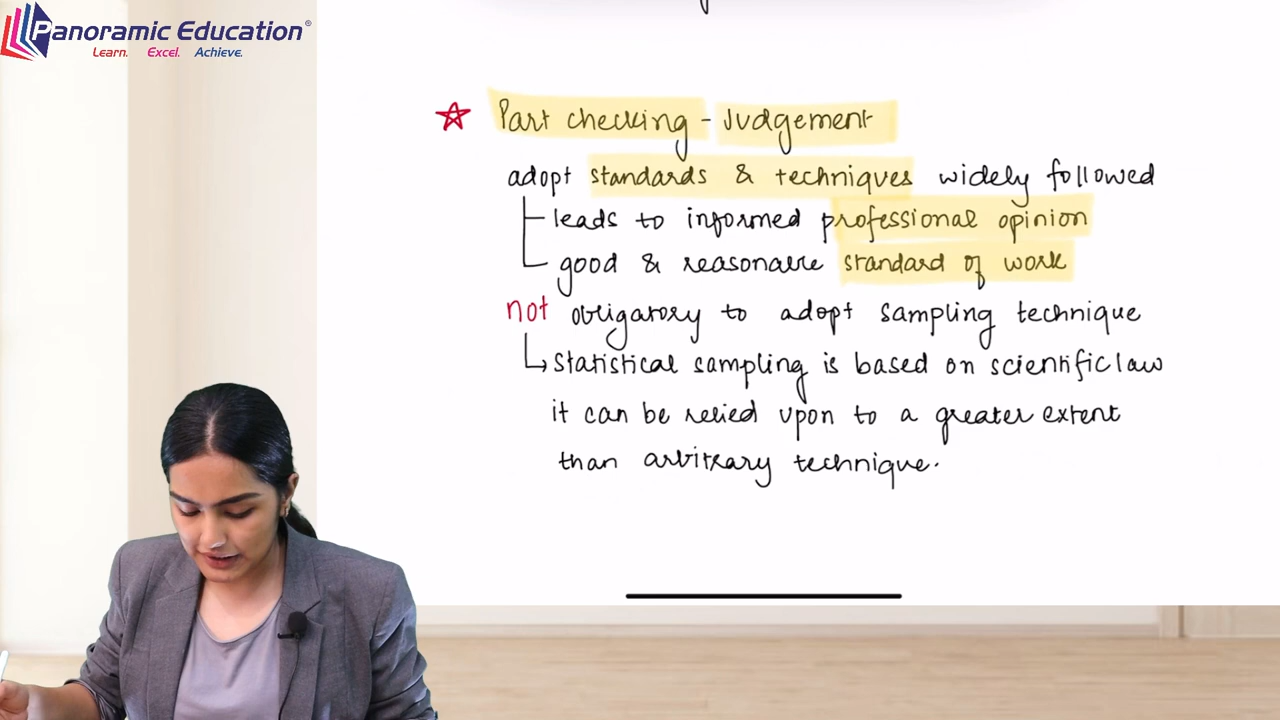 Panoramic Education®
Learn. Excel. Achieve.
Part checking - Judgement
adopt standards & techniques widely followed
leads to informed professional opinion
good & reasonable standard of work
not obligatory to adopt sampling technique
Statistical sampling is based on scientific law
it can be relied upon to a greater extent
than arbitrary technique.